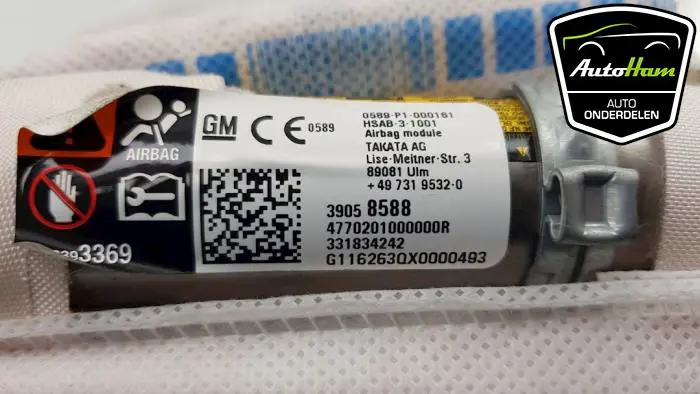 AutoHam
AUTO
ONDERDELEN
AIRBAG
GM CE 0589
0589-P1-000161
HSAB-3-1001
Airbag module
TAKATA AG
Lise-Meitner-Str. 3
89081 Ulm
+49 731 9532-0
3905 8588
4770201000000R
331834242
G116263QX0000493
3369